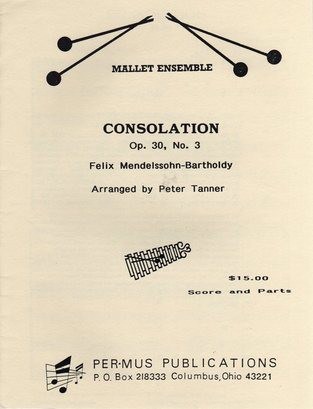 MALLET ENSEMBLE
CONSOLATION
Op. 30, No. 3
Felix Mendelssohn-Bartholdy
Arranged by Peter Tanner
$15.00
Score and Parts
PER-MUS PUBLICATIONS
P. O. Box 218333 Columbus, Ohio 43221